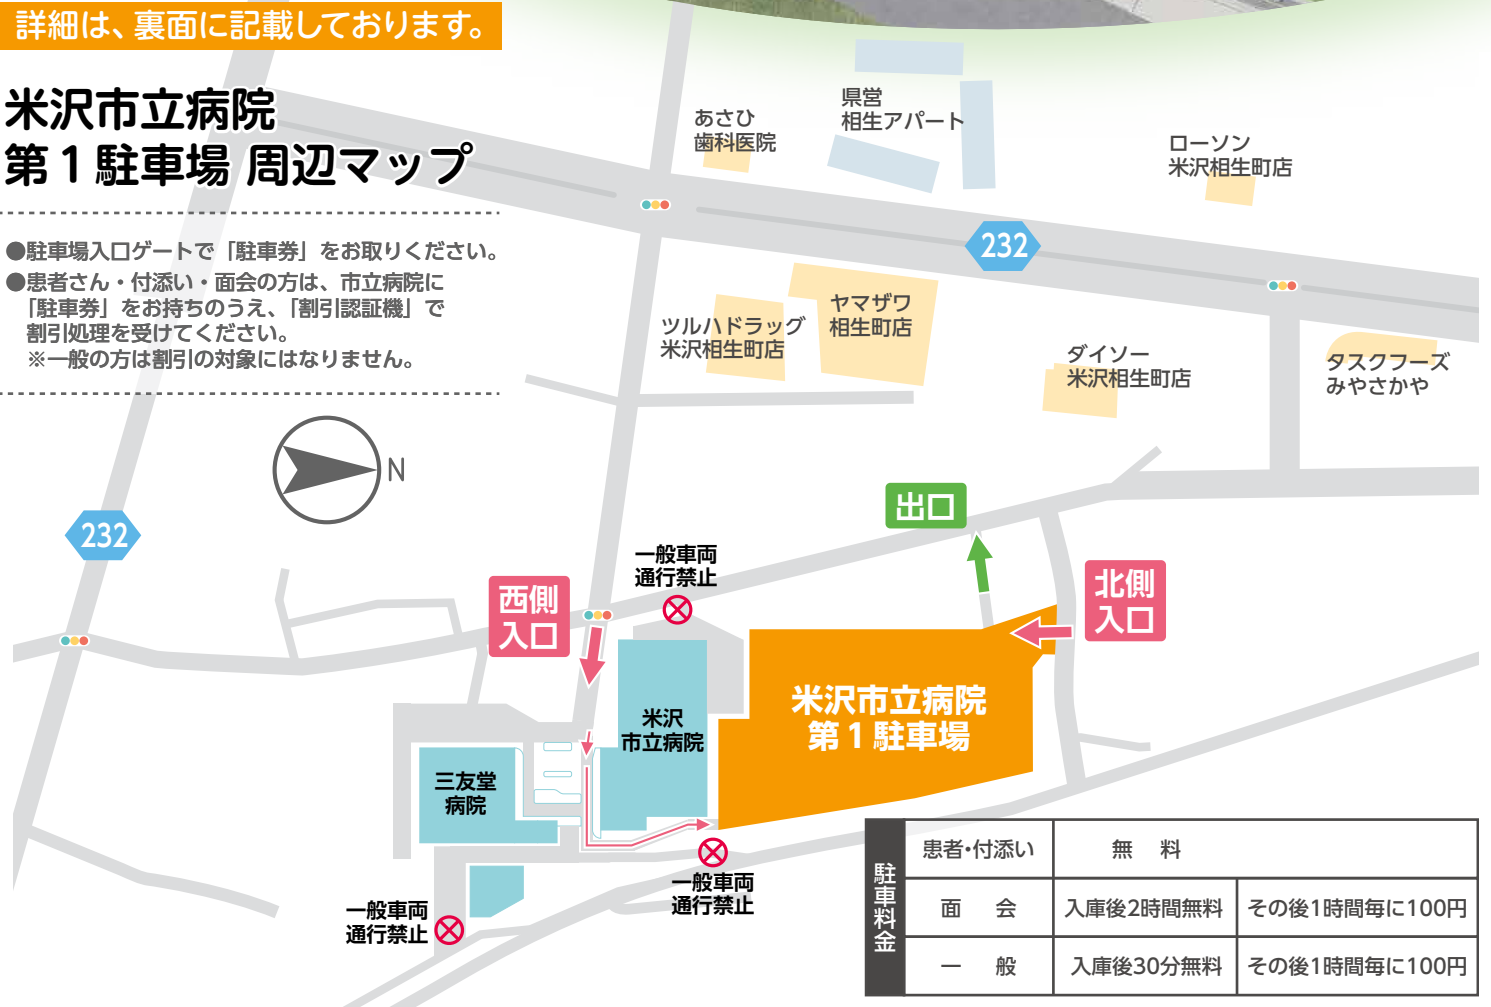 詳細は、裏面に記載しております。
米沢市立病院
第1駐車場 周辺マップ
●駐車場入口ゲートで「駐車券」をお取りください。
●患者さん・付添い・面会の方は、市立病院に
「駐車券」をお持ちのうえ、「割引認証機」で
割引処理を受けてください。
※一般の方は割引の対象にはなりません。
N
232
あさひ
歯科医院
県営
相生アパート
ローソン
米沢相生町店
232
ツルハドラッグ
米沢相生町店
ヤマザワ
相生町店
ダイソー
米沢相生町店
タスクフーズ
みやさかや
出口
一般車両
通行禁止
西側
入口
北側
入口
米沢
市立病院
米沢市立病院
第1駐車場
三友堂
病院
一般車両
通行禁止
一般車両
通行禁止
駐車料金
患者・付添い 無 料
面 会 入庫後2時間無料 その後1時間毎に100円
一 般 入庫後30分無料 その後1時間毎に100円